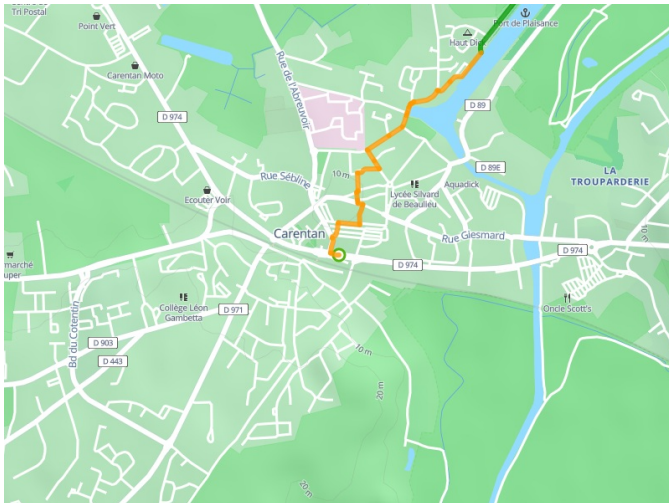 Tri Postal
Point Vert
Carentan Moto
D 974
Rue de l'Abreuvoir
Port de Plaisance
Haut Dick
D 89
D 89E
LA
TROUPARDERIE
10 m
Rue Sébline
Lycée Sivard
de Beaulieu
Aquadick
Ecouter Voir
Carentan
Rue Giesmard
D 974
D 974
10 m
marché
uper
Collège Léon
Gambetta
D 971
Oncle Scott's
Bd du Cotentin
D 903
D 443
10 m
20 m
20 m